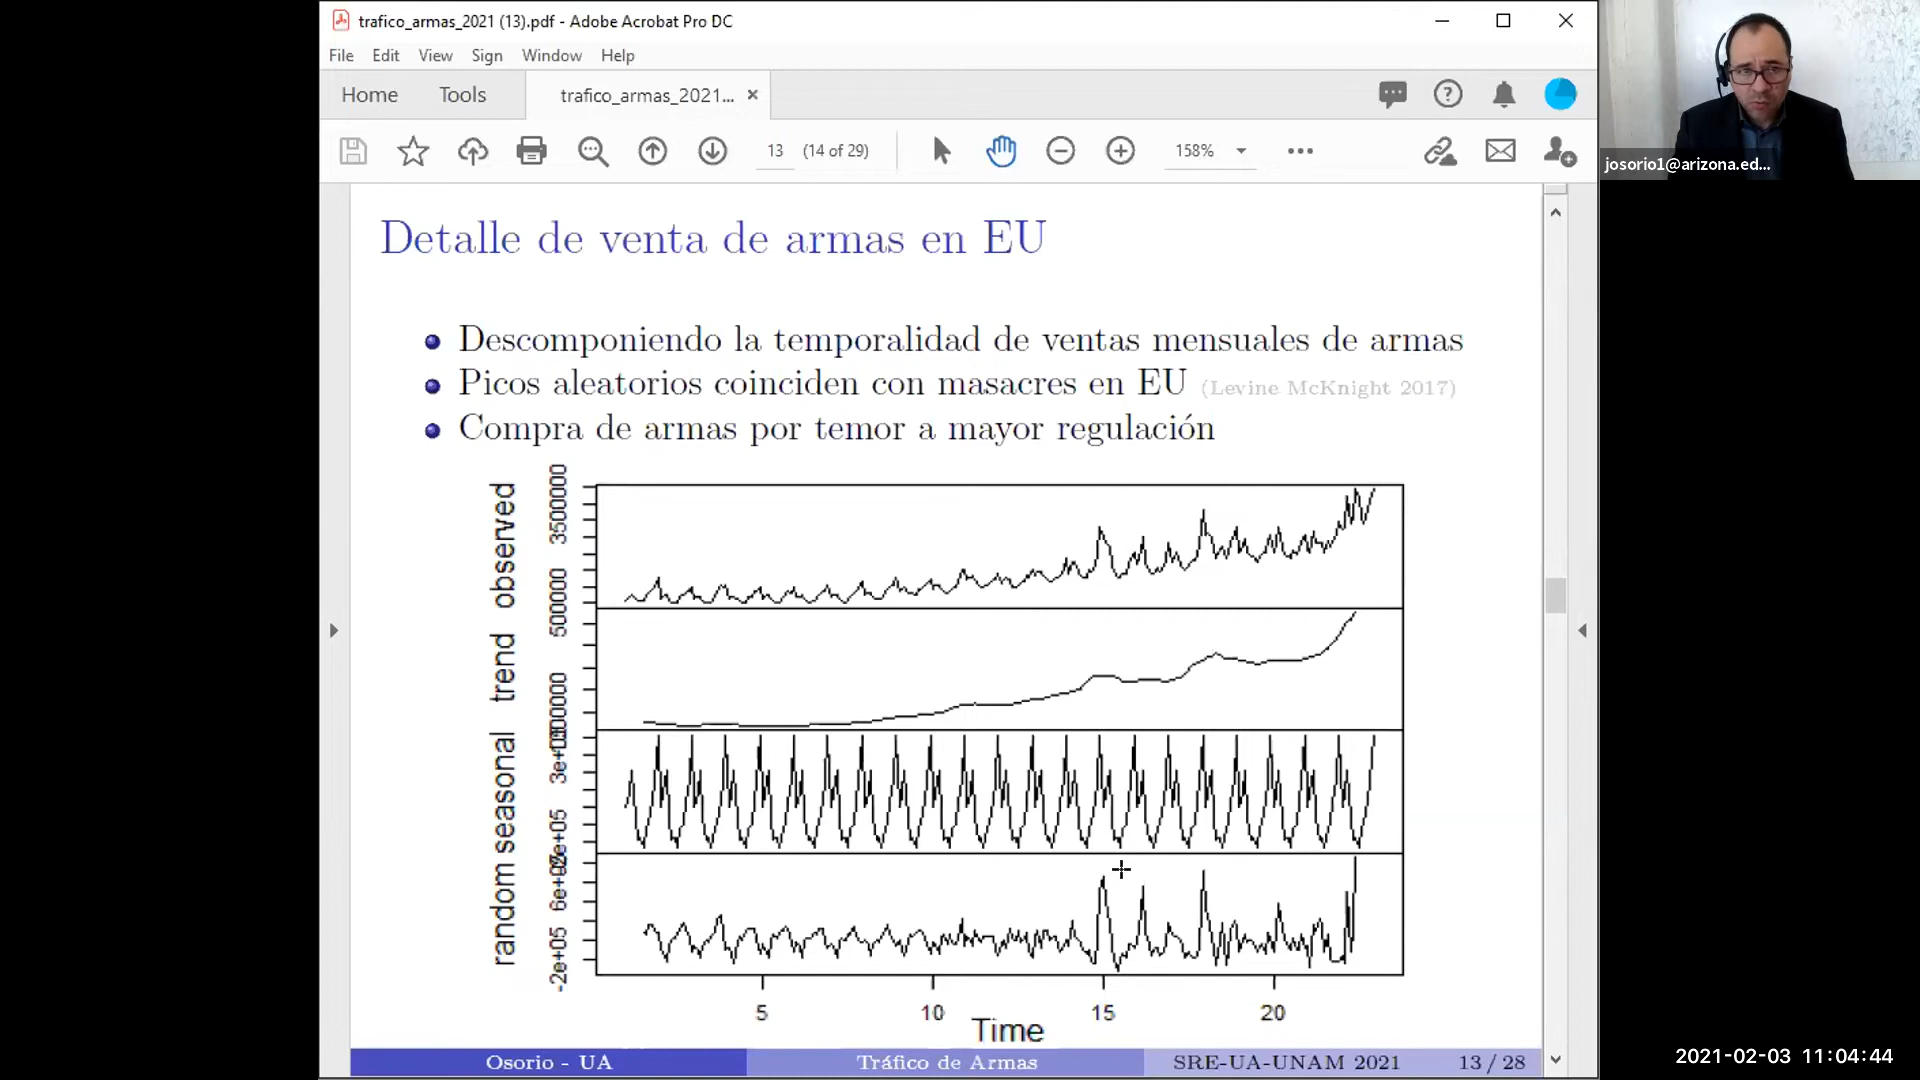 trafico_armas_2021 (13).pdf - Adobe Acrobat Pro DC
File Edit View Sign Window Help
Home Tools trafico_armas_2021...
13 (14 of 29) 158%
josorio1@arizona.ed...
Detalle de venta de armas en EU
Descomponiendo la temporalidad de ventas mensuales de armas
Picos aleatorios coinciden con masacres en EU (Levine McKnight 2017)
Compra de armas por temor a mayor regulación
observed
3500000
500000
trend
seasonal
random
6e+05
-2e+05
5 10 15 20
Time
Osorio - UA Tráfico de Armas SRE-UA-UNAM 2021 13 / 28
2021-02-03 11:04:44